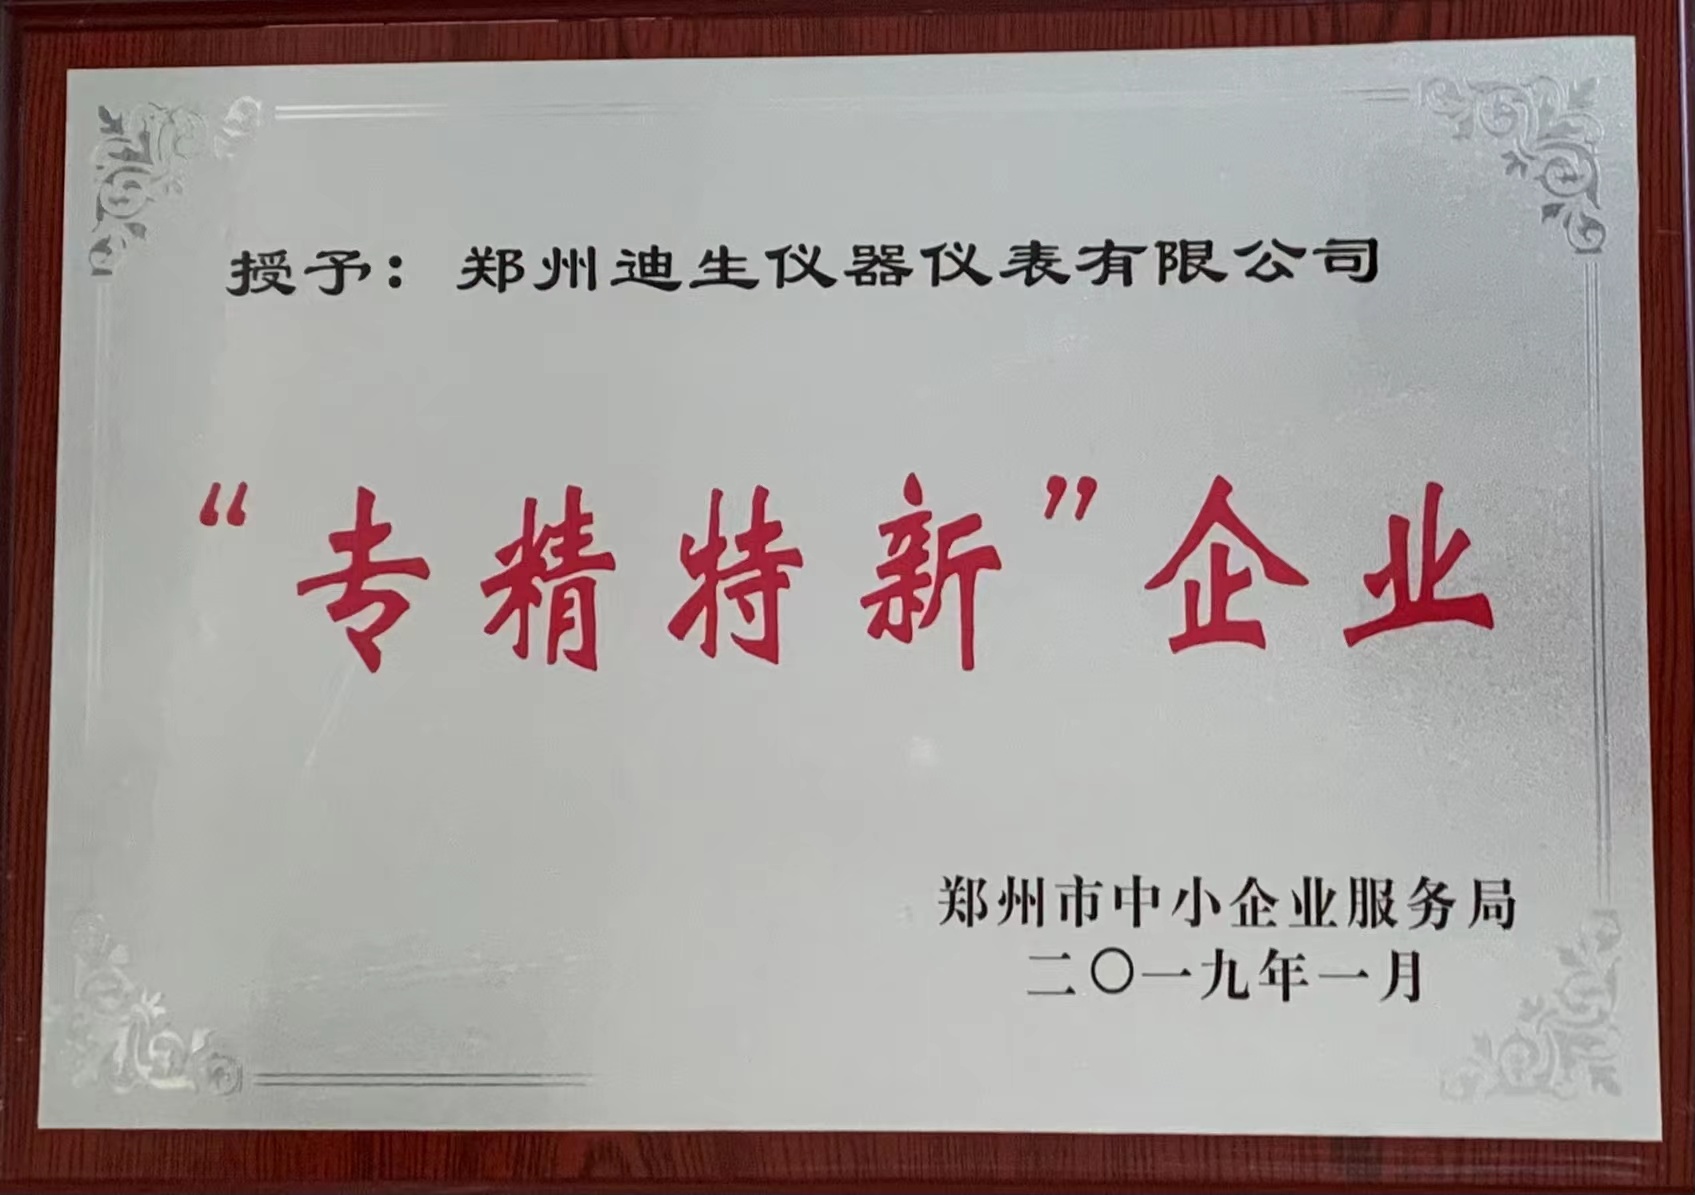 授予：郑州迪生仪器仪表有限公司
“专精特新”企业
郑州市中小企业服务局
二〇一九年一月